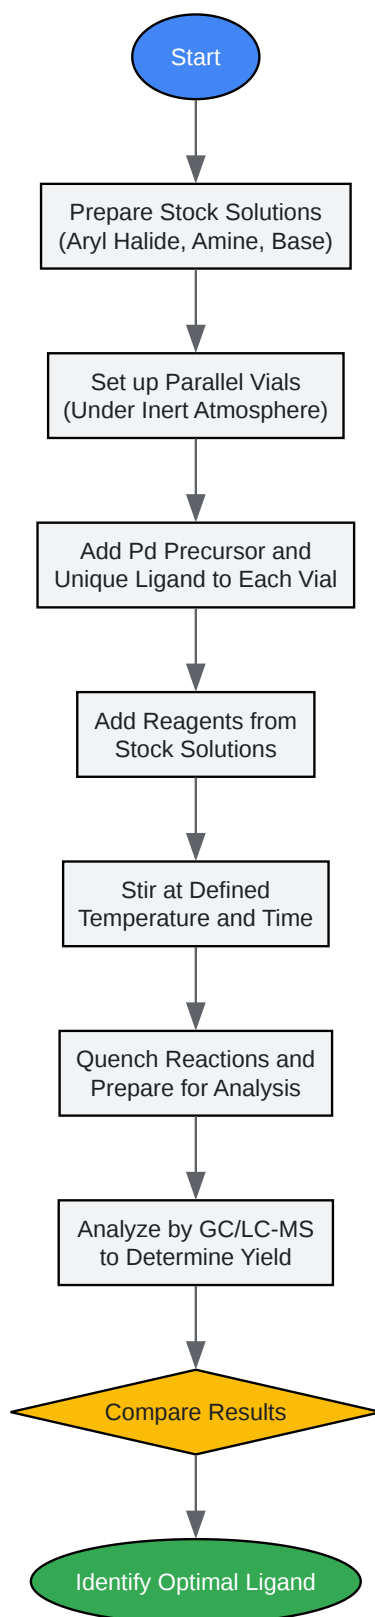 Start
Prepare Stock Solutions
(Aryl Halide, Amine, Base)
Set up Parallel Vials
(Under Inert Atmosphere)
Add Pd Precursor and
Unique Ligand to Each Vial
Add Reagents from
Stock Solutions
Stir at Defined
Temperature and Time
Quench Reactions and
Prepare for Analysis
Analyze by GC/LC-MS
to Determine Yield
Compare Results
Identify Optimal Ligand